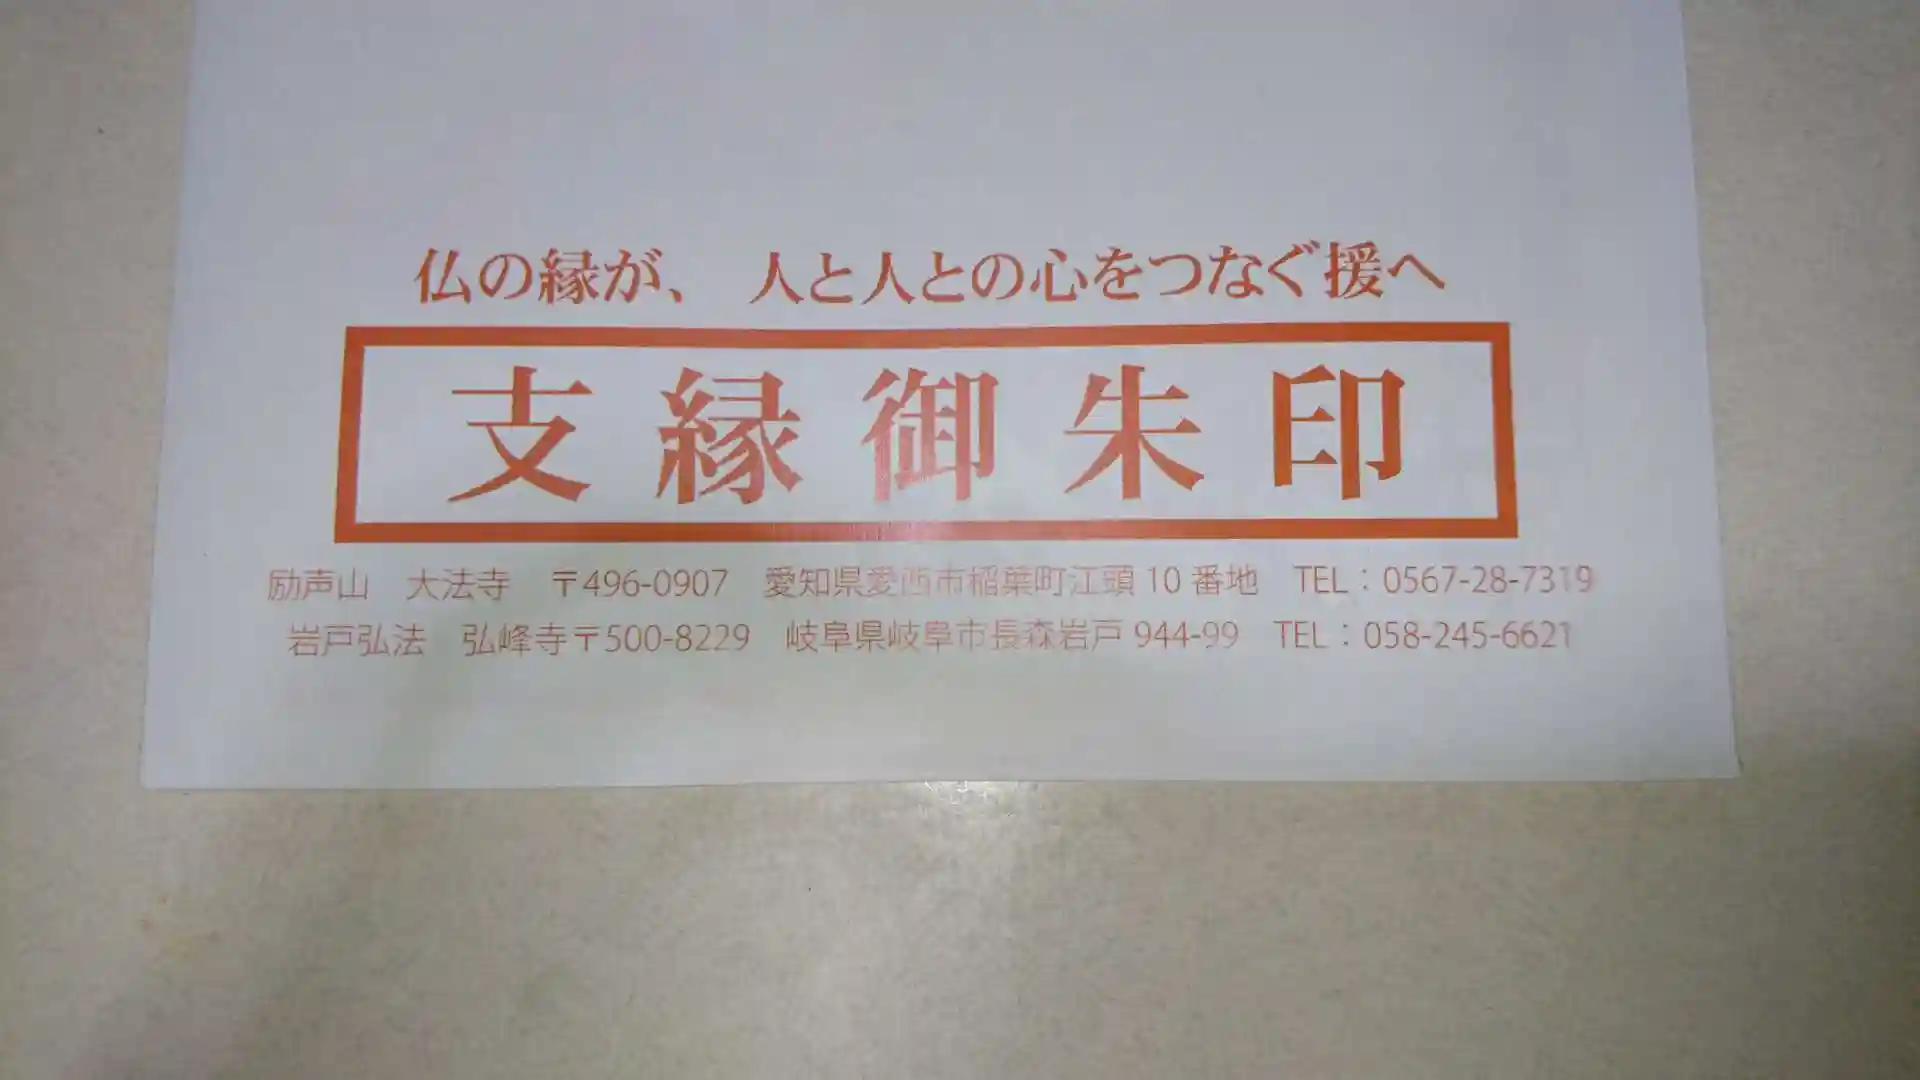 仏の縁が、 人と人との心をつなぐ援へ
支縁御朱印
励声山 大法寺 〒496-0907 愛知県愛西市稲葉町江頭 10 番地 TEL：0567-28-7319
岩戸弘法 弘峰寺〒500-8229 岐阜県岐阜市長森岩戸 944-99 TEL：058-245-6621